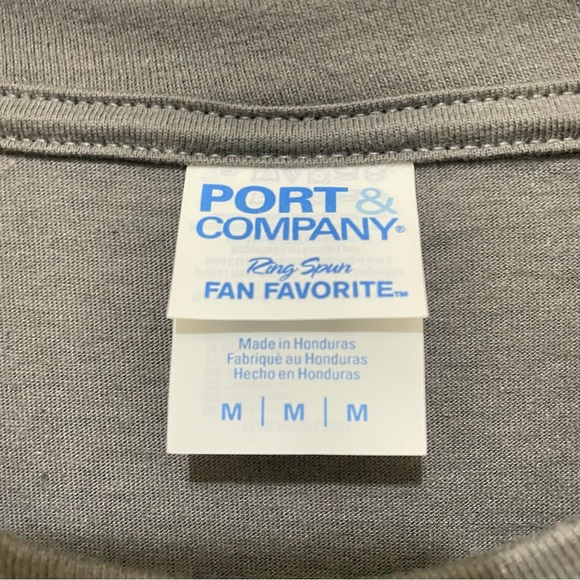 PORT &
COMPANY®
Ring Spun
FAN FAVORITE™
Made in Honduras
Fabriqué au Honduras
Hecho en Honduras
M | M | M